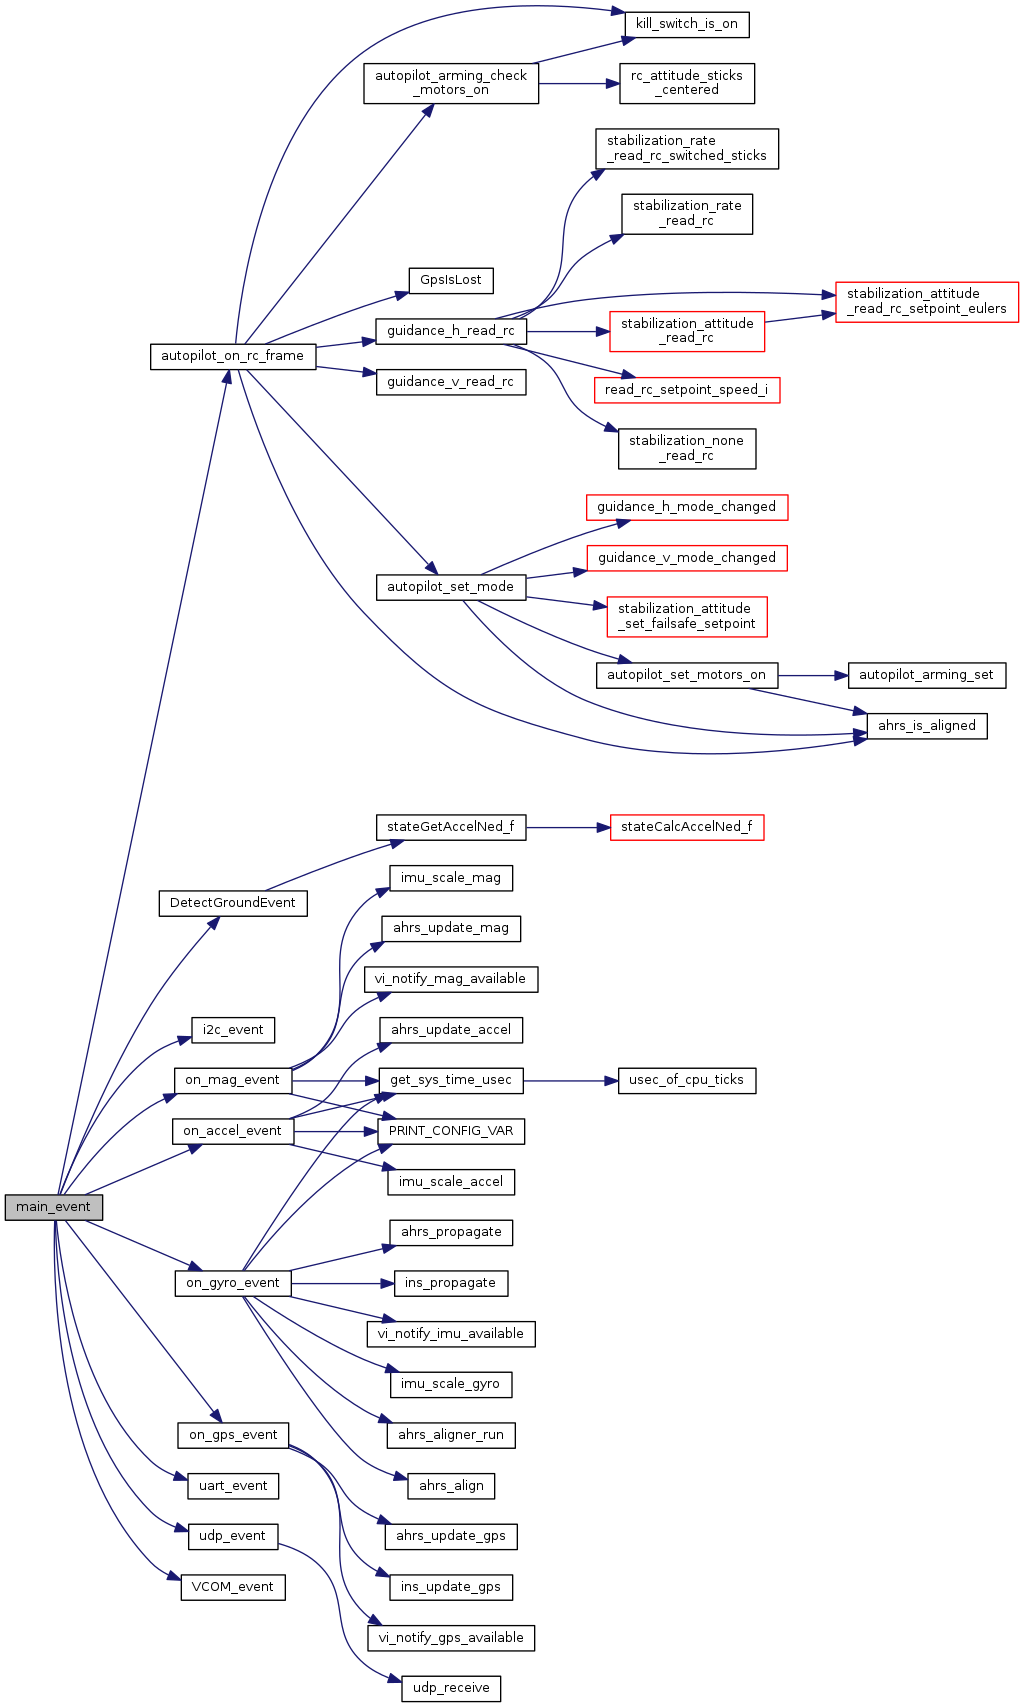 kill_switch_is_on
autopilot_arming_check
_motors_on
rc_attitude_sticks
_centered
stabilization_rate
_read_rc_switched_sticks
stabilization_rate
_read_rc
GpsIsLost
stabilization_attitude
_read_rc_setpoint_eulers
guidance_h_read_rc
stabilization_attitude
_read_rc
autopilot_on_rc_frame
guidance_v_read_rc
read_rc_setpoint_speed_i
stabilization_none
_read_rc
guidance_h_mode_changed
guidance_v_mode_changed
autopilot_set_mode
stabilization_attitude
_set_failsafe_setpoint
autopilot_set_motors_on
autopilot_arming_set
ahrs_is_aligned
stateGetAccelNed_f
stateCalcAccelNed_f
imu_scale_mag
DetectGroundEvent
ahrs_update_mag
vi_notify_mag_available
i2c_event
ahrs_update_accel
on_mag_event
get_sys_time_usec
usec_of_cpu_ticks
on_accel_event
PRINT_CONFIG_VAR
imu_scale_accel
main_event
ahrs_propagate
on_gyro_event
ins_propagate
vi_notify_imu_available
imu_scale_gyro
on_gps_event
ahrs_aligner_run
uart_event
ahrs_align
udp_event
ahrs_update_gps
VCOM_event
ins_update_gps
vi_notify_gps_available
udp_receive